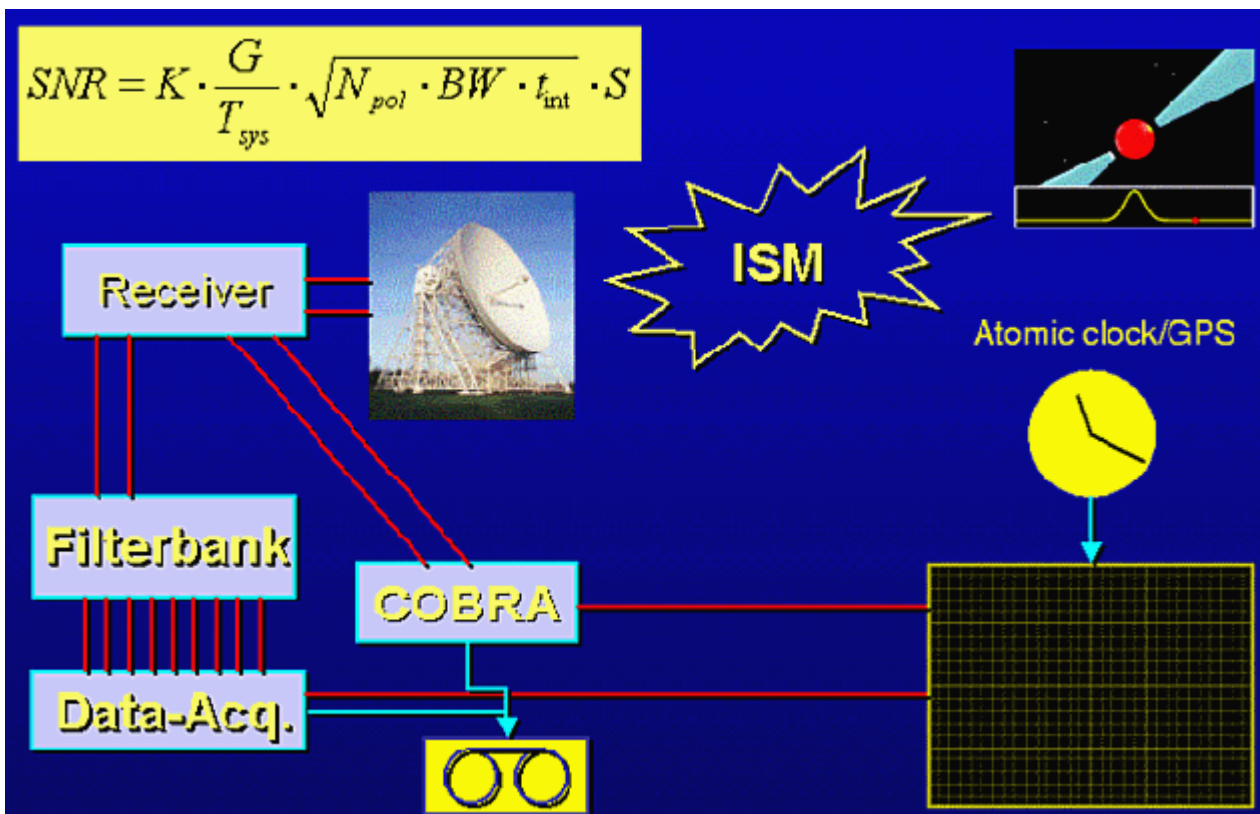 SNR = K · G / T_sys · √(N_pol · BW · t_int) · S
ISM
Receiver
Atomic clock/GPS
Filterbank
COBRA
Data-Acq.